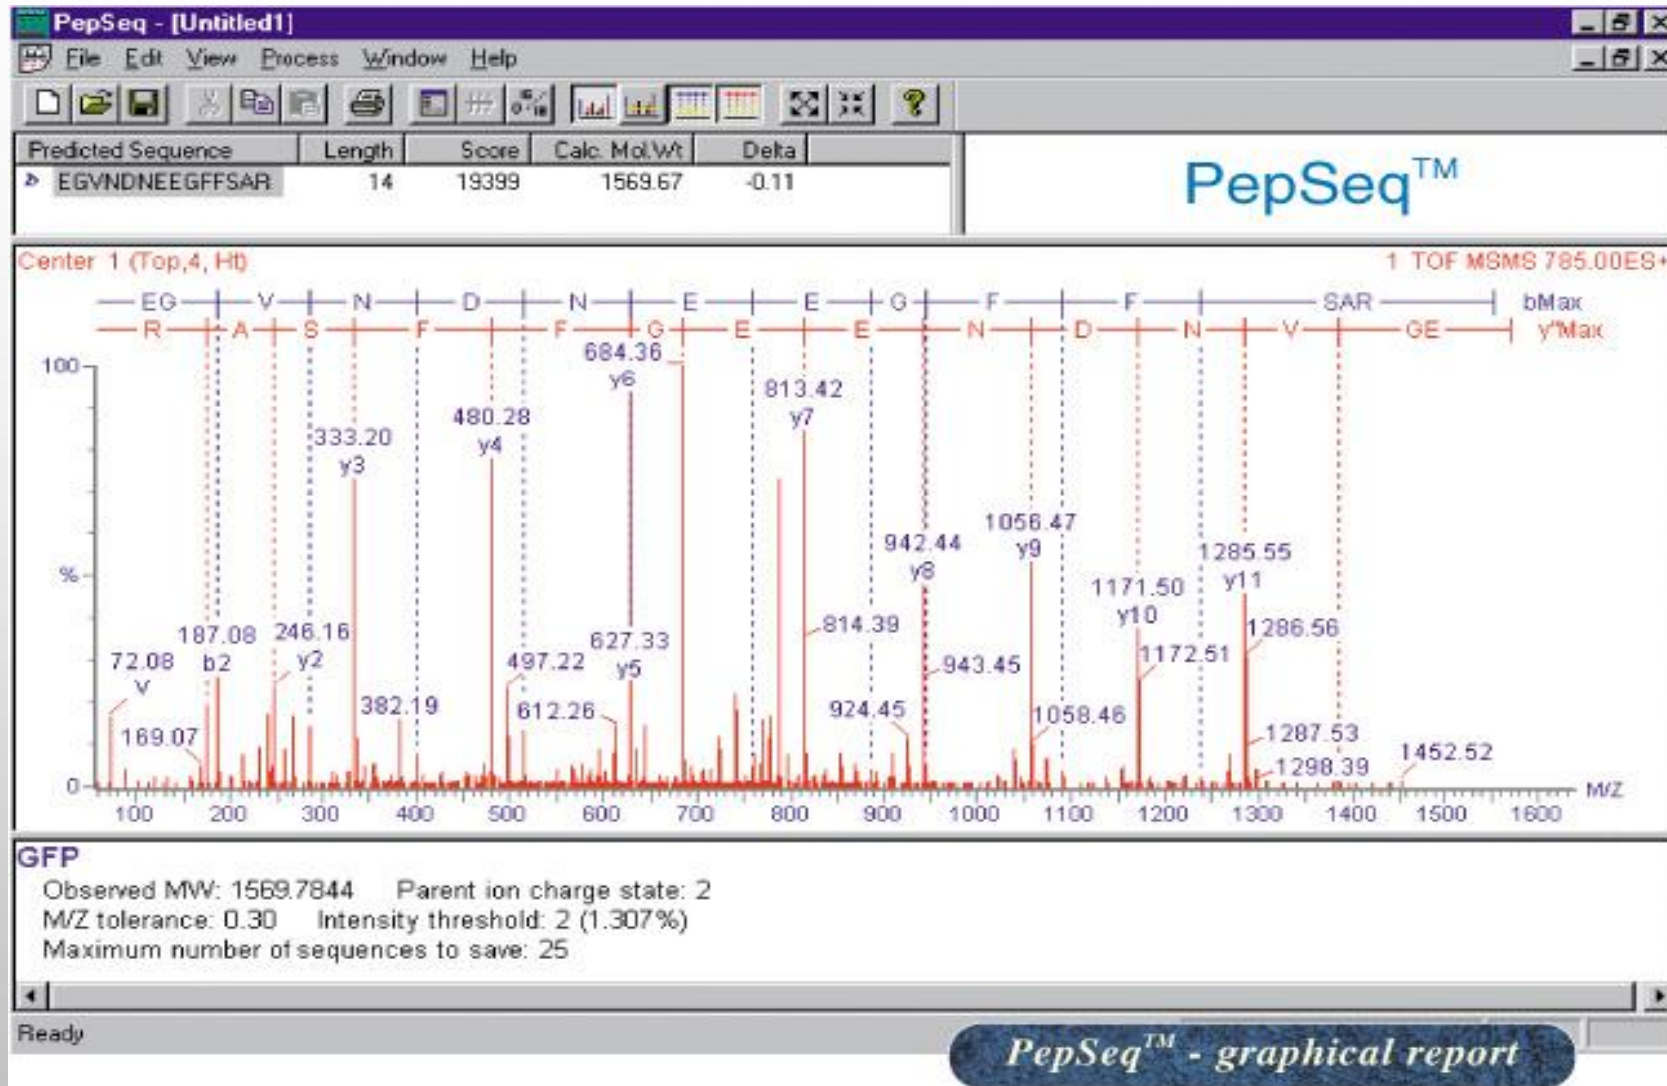 PepSeq - [Untitled1]
File Edit View Process Window Help
Predicted Sequence Length Score Calc. Mol.Wt Delta
EGVNDNEEGFFSAR 14 19399 1569.67 -0.11
PepSeq™
Center 1 (Top,4, Ht) 1 TOF MSMS 785.00ES+
EG V N D N E E G F F SAR bMax
R A S F F G E E N D N V GE y"Max
100
%
0
72.08
V
169.07
187.08
b2
246.16
y2
333.20
y3
382.19
480.28
y4
497.22
612.26
627.33
y5
684.36
y6
813.42
y7
814.39
924.45
942.44
y8
943.45
1056.47
y9
1058.46
1171.50
y10
1172.51
1285.55
y11
1286.56
1287.53
1298.39
1452.52
100 200 300 400 500 600 700 800 900 1000 1100 1200 1300 1400 1500 1600 M/Z
GFP
Observed MW: 1569.7844 Parent ion charge state: 2
M/Z tolerance: 0.30 Intensity threshold: 2 (1.307%)
Maximum number of sequences to save: 25
Ready
PepSeq™ - graphical report